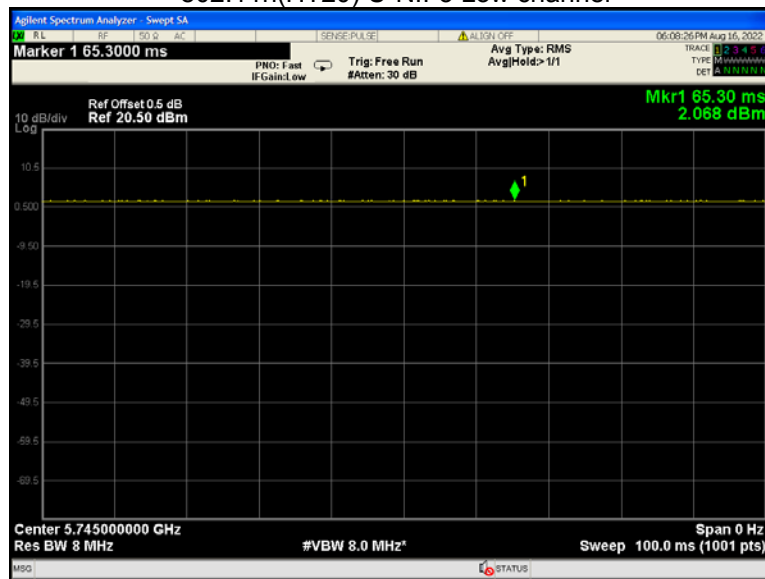 802.11n(HT20) U-NII-3 Low channel
Agilent Spectrum Analyzer - Swept SA
RL RF 50 Ω AC SENSE:PULSE ALIGN OFF 06:08:26 PM Aug 16, 2022
Marker 1 65.3000 ms
PNO: Fast
IFGain:Low
Trig: Free Run
#Atten: 30 dB
Avg Type: RMS
Avg|Hold:> 1/1
TRACE 1 2 3 4 5 6
TYPE M
DET A N N N N N
Ref Offset 0.5 dB
10 dB/div Ref 20.50 dBm
Log
Mkr1 65.30 ms
2.068 dBm
10.5
1
0.500
-9.50
-19.5
-29.5
-39.5
-49.5
-59.5
-69.5
Center 5.745000000 GHz Span 0 Hz
Res BW 8 MHz #VBW 8.0 MHz* Sweep 100.0 ms (1001 pts)
MSG STATUS